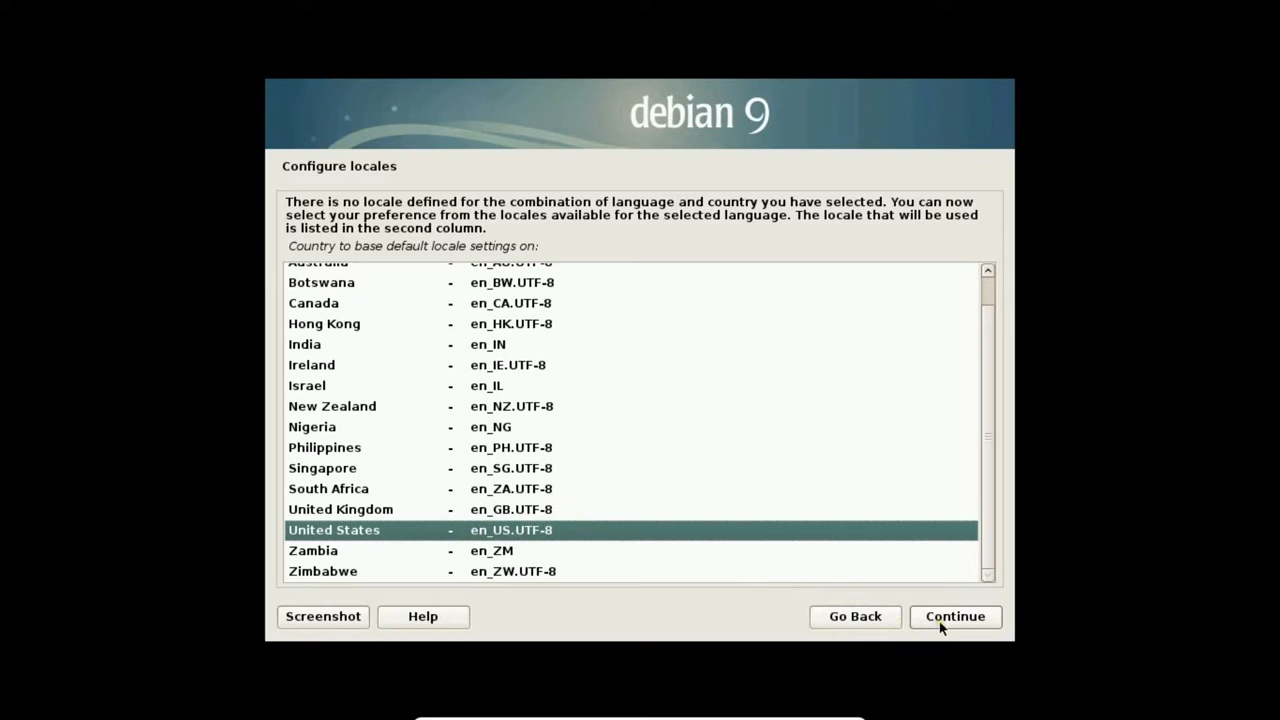 debian 9
Configure locales
There is no locale defined for the combination of language and country you have selected. You can now
select your preference from the locales available for the selected language. The locale that will be used
is listed in the second column.
Country to base default locale settings on:
Australia - en_AU.UTF-8
Botswana - en_BW.UTF-8
Canada - en_CA.UTF-8
Hong Kong - en_HK.UTF-8
India - en_IN
Ireland - en_IE.UTF-8
Israel - en_IL
New Zealand - en_NZ.UTF-8
Nigeria - en_NG
Philippines - en_PH.UTF-8
Singapore - en_SG.UTF-8
South Africa - en_ZA.UTF-8
United Kingdom - en_GB.UTF-8
United States - en_US.UTF-8
Zambia - en_ZM
Zimbabwe - en_ZW.UTF-8
Screenshot Help Go Back Continue